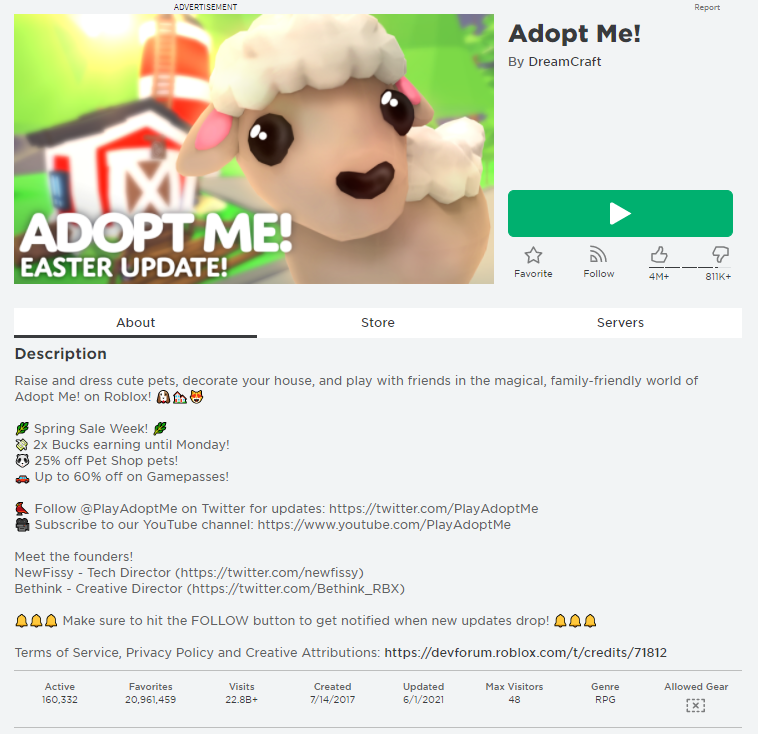 ADVERTISEMENT
Report
ADOPT ME!
EASTER UPDATE!
Adopt Me!
By DreamCraft
Favorite
Follow
4M+
811K+
About
Store
Servers
Description
Raise and dress cute pets, decorate your house, and play with friends in the magical, family-friendly world of
Adopt Me! on Roblox! 🐶🏡😻
🌿 Spring Sale Week! 🌿
💸 2x Bucks earning until Monday!
🐼 25% off Pet Shop pets!
🚗 Up to 60% off on Gamepasses!
🐦 Follow @PlayAdoptMe on Twitter for updates: https://twitter.com/PlayAdoptMe
🎥 Subscribe to our YouTube channel: https://www.youtube.com/PlayAdoptMe
Meet the founders!
NewFissy - Tech Director (https://twitter.com/newfissy)
Bethink - Creative Director (https://twitter.com/Bethink_RBX)
🔔🔔🔔 Make sure to hit the FOLLOW button to get notified when new updates drop! 🔔🔔🔔
Terms of Service, Privacy Policy and Creative Attributions: https://devforum.roblox.com/t/credits/71812
Active Favorites Visits Created Updated Max Visitors Genre Allowed Gear
160,332 20,961,459 22.8B+ 7/14/2017 6/1/2021 48 RPG